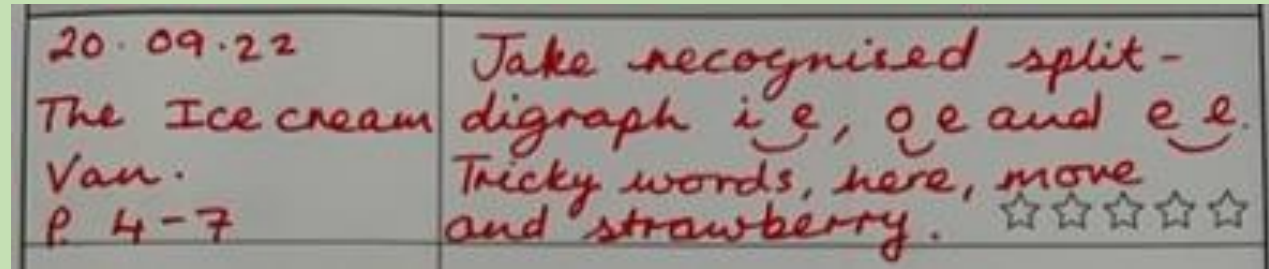 20.09.22
The Ice cream
Van.
P. 4-7
Jake recognised split-
digraph i e, o e and e e.
Tricky words, here, move
and strawberry.